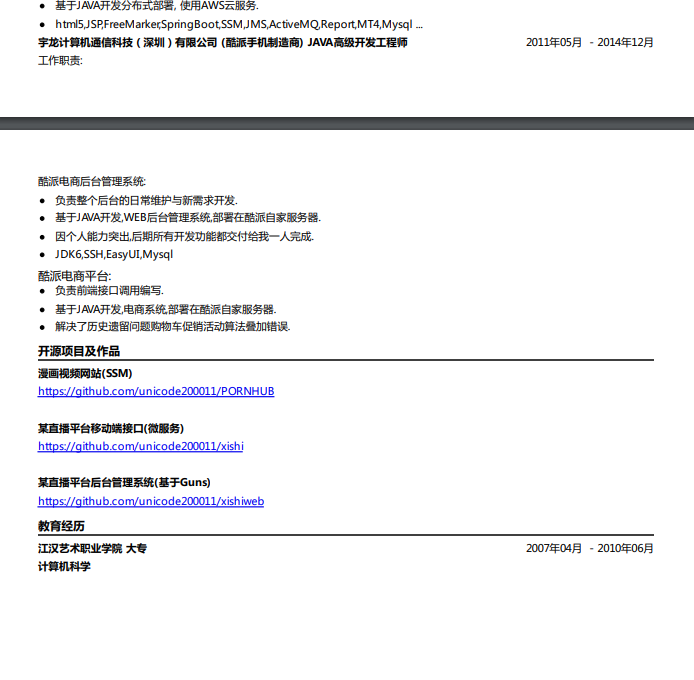 ● 基于JAVA开发分布式部署, 使用AWS云服务.
● html5,JSP,FreeMarker,SpringBoot,SSM,JMS,ActiveMQ,Report,MT4,Mysql ...
宇龙计算机通信科技（深圳）有限公司 (酷派手机制造商) JAVA高级开发工程师 2011年05月 - 2014年12月
工作职责:
酷派电商后台管理系统:
● 负责整个后台的日常维护与新需求开发.
● 基于JAVA开发,WEB后台管理系统,部署在酷派自家服务器.
● 因个人能力突出,后期所有开发功能都交付给我一人完成.
● JDK6,SSH,EasyUI,Mysql
酷派电商平台:
● 负责前端接口调用编写.
● 基于JAVA开发,电商系统,部署在酷派自家服务器.
● 解决了历史遗留问题购物车促销活动算法叠加错误.
开源项目及作品
漫画视频网站(SSM)
https://github.com/unicode200011/PORNHUB
某直播平台移动端接口(微服务)
https://github.com/unicode200011/xishi
某直播平台后台管理系统(基于Guns)
https://github.com/unicode200011/xishiweb
教育经历
江汉艺术职业学院 大专 2007年04月 - 2010年06月
计算机科学